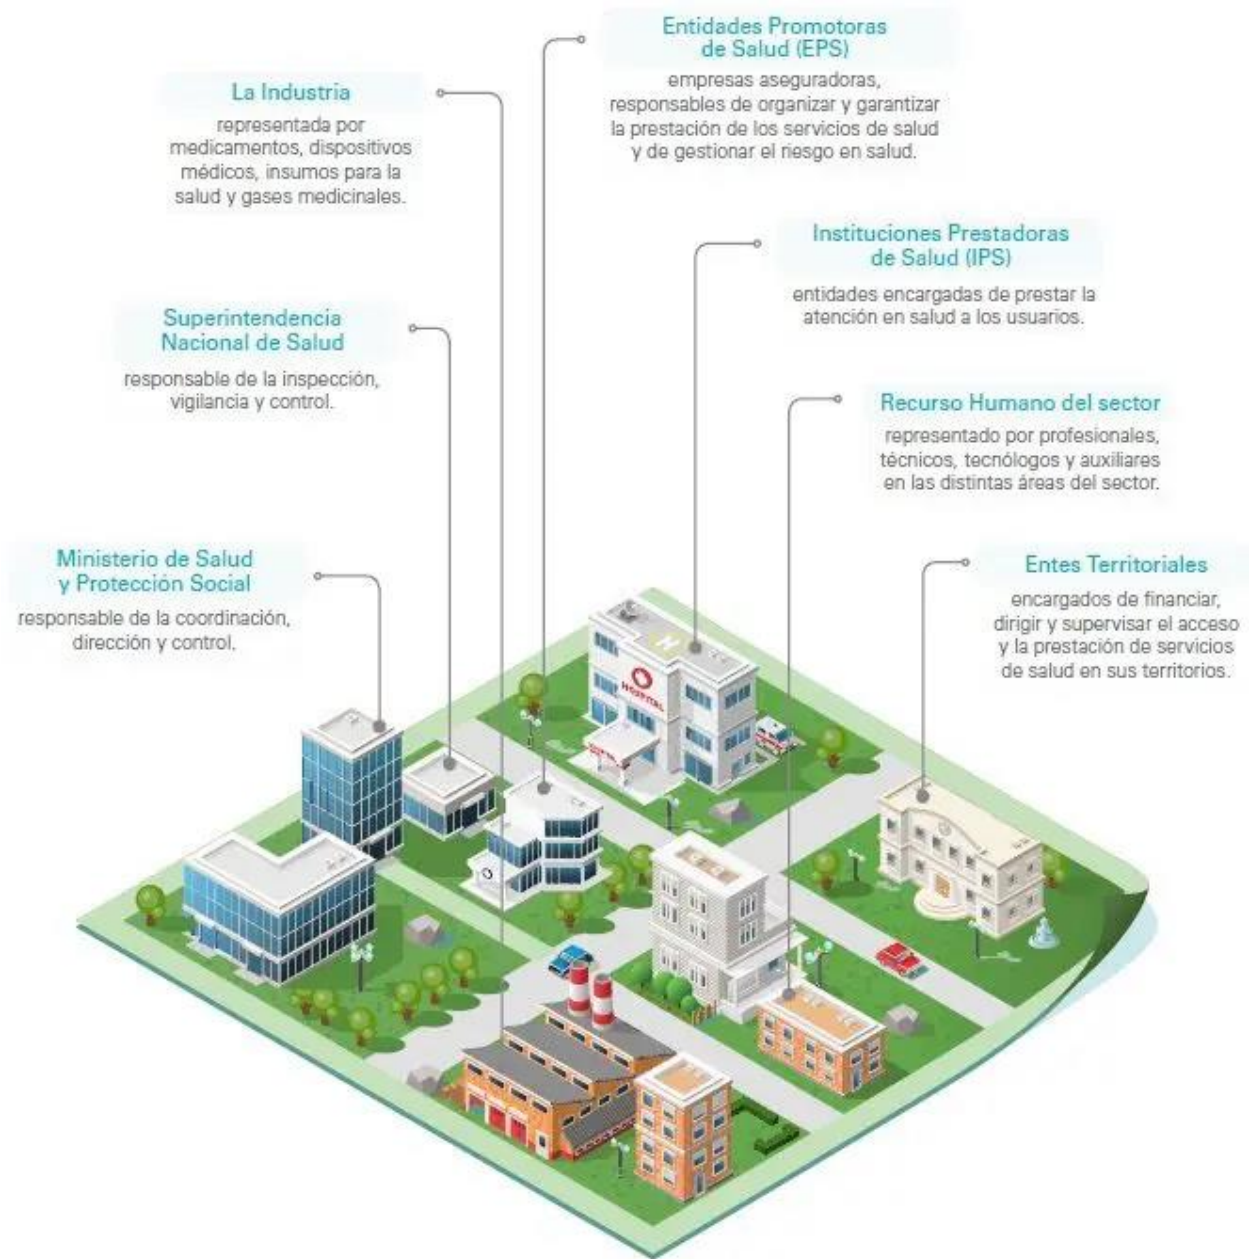 Entidades Promotoras
de Salud (EPS)
empresas aseguradoras,
responsables de organizar y garantizar
la prestación de los servicios de salud
y de gestionar el riesgo en salud.
La Industria
representada por
medicamentos, dispositivos
médicos, insumos para la
salud y gases medicinales.
Instituciones Prestadoras
de Salud (IPS)
entidades encargadas de prestar la
atención en salud a los usuarios.
Superintendencia
Nacional de Salud
responsable de la inspección,
vigilancia y control.
Recurso Humano del sector
representado por profesionales,
técnicos, tecnólogos y auxiliares
en las distintas áreas del sector.
Ministerio de Salud
y Protección Social
responsable de la coordinación,
dirección y control.
Entes Territoriales
encargados de financiar,
dirigir y supervisar el acceso
y la prestación de servicios
de salud en sus territorios.
H
HOSPITAL